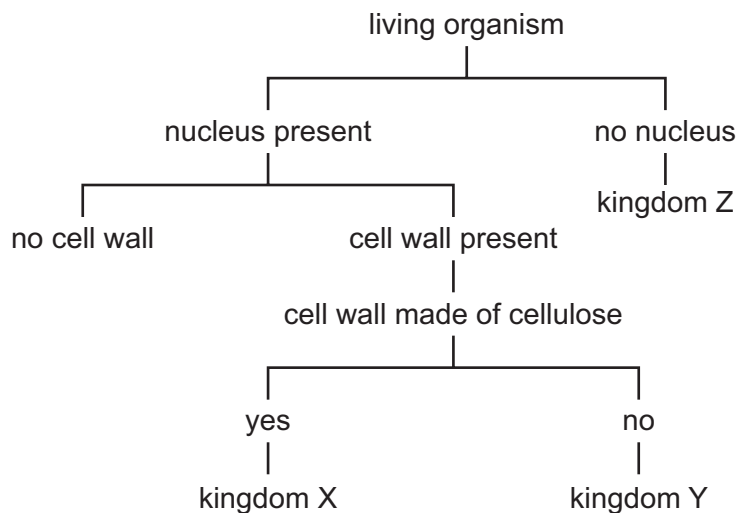 living organism
nucleus present
no nucleus
kingdom Z
no cell wall
cell wall present
cell wall made of cellulose
yes
no
kingdom X
kingdom Y